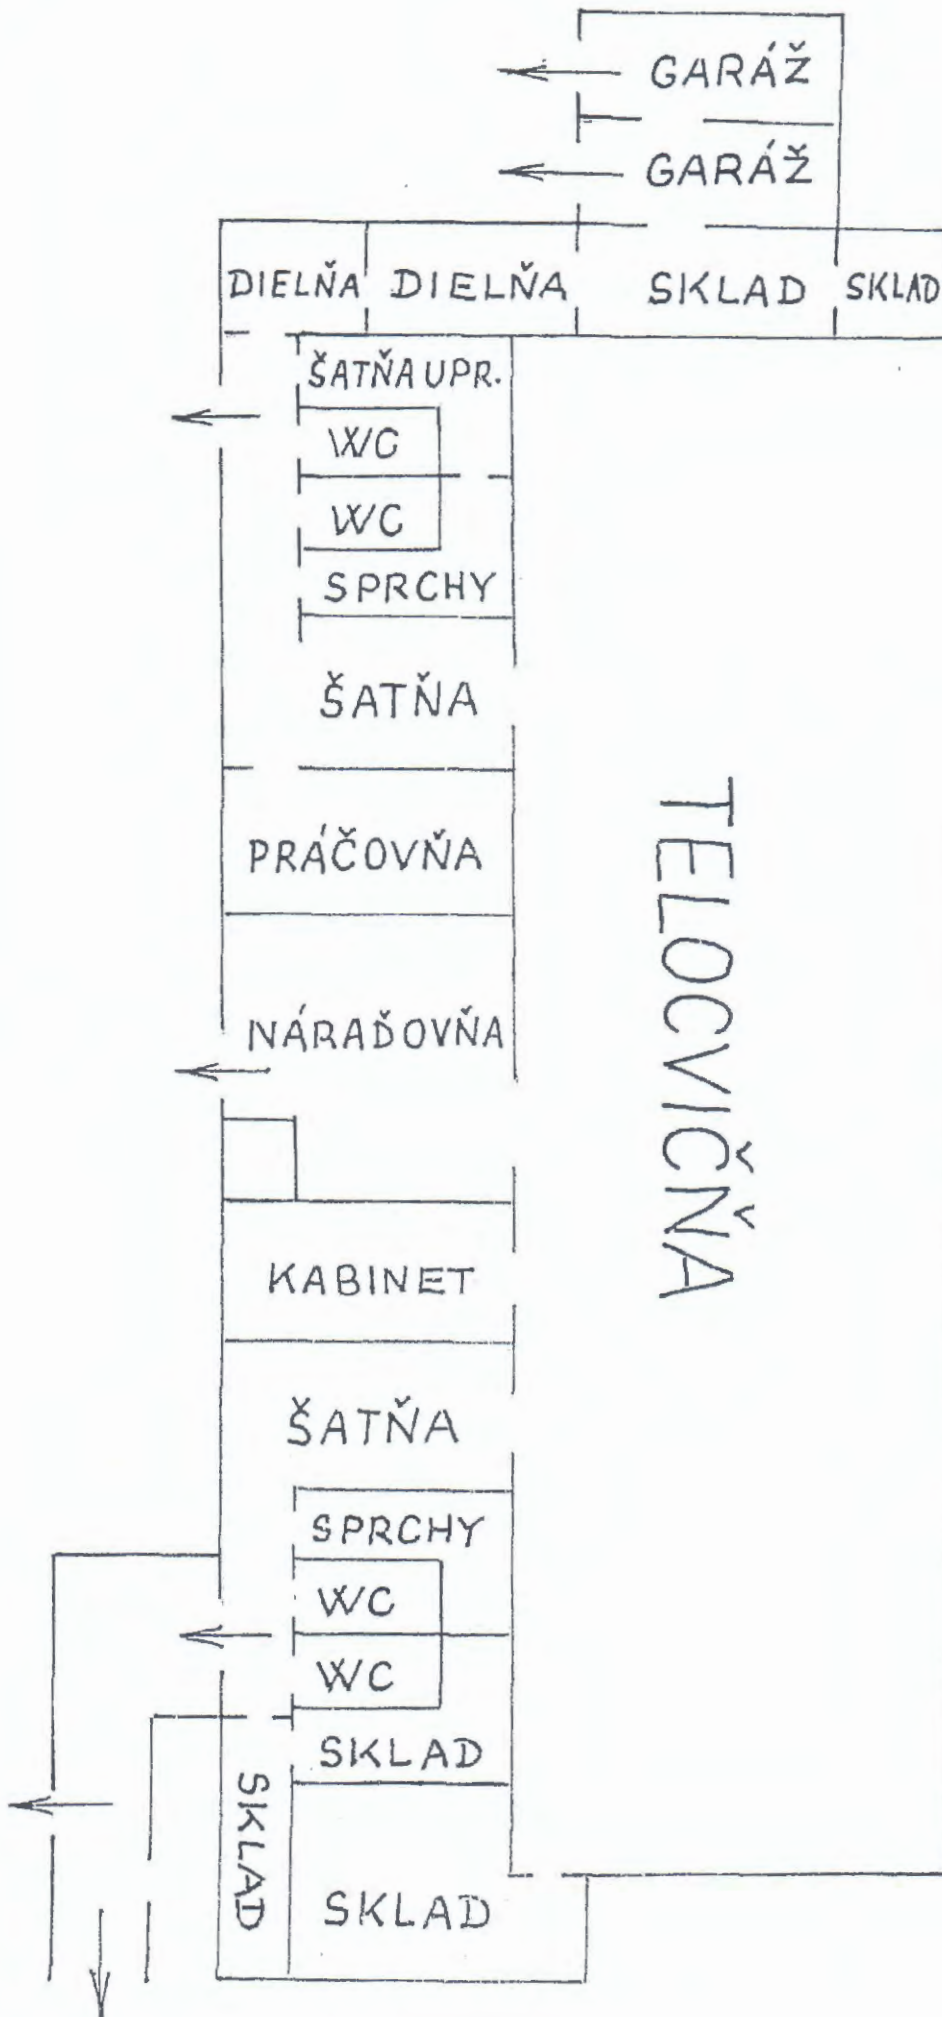 GARÁŽ
GARÁŽ
DIELŇA DIELŇA SKLAD SKLAD
ŠATŇA UPR.
WC
WC
SPRCHY
ŠATŇA
PRÁČOVŇA
NÁRAĎOVŇA
TELOCVIČŇA
KABINET
ŠATŇA
SPRCHY
WC
WC
SKLAD
SKLAD
SKLAD